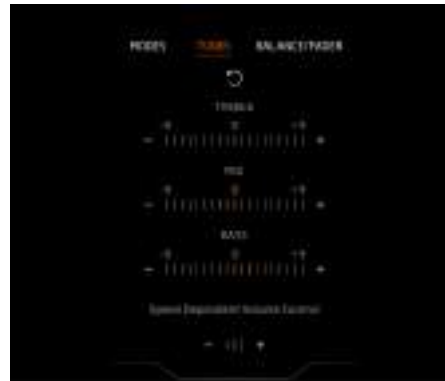 MODES TONES BALANCE/FADER
TREBLE
-9 0 +9
- +
MID
-9 0 +9
- +
BASS
-9 0 +9
- +
Speed Dependent Volume Control
- +